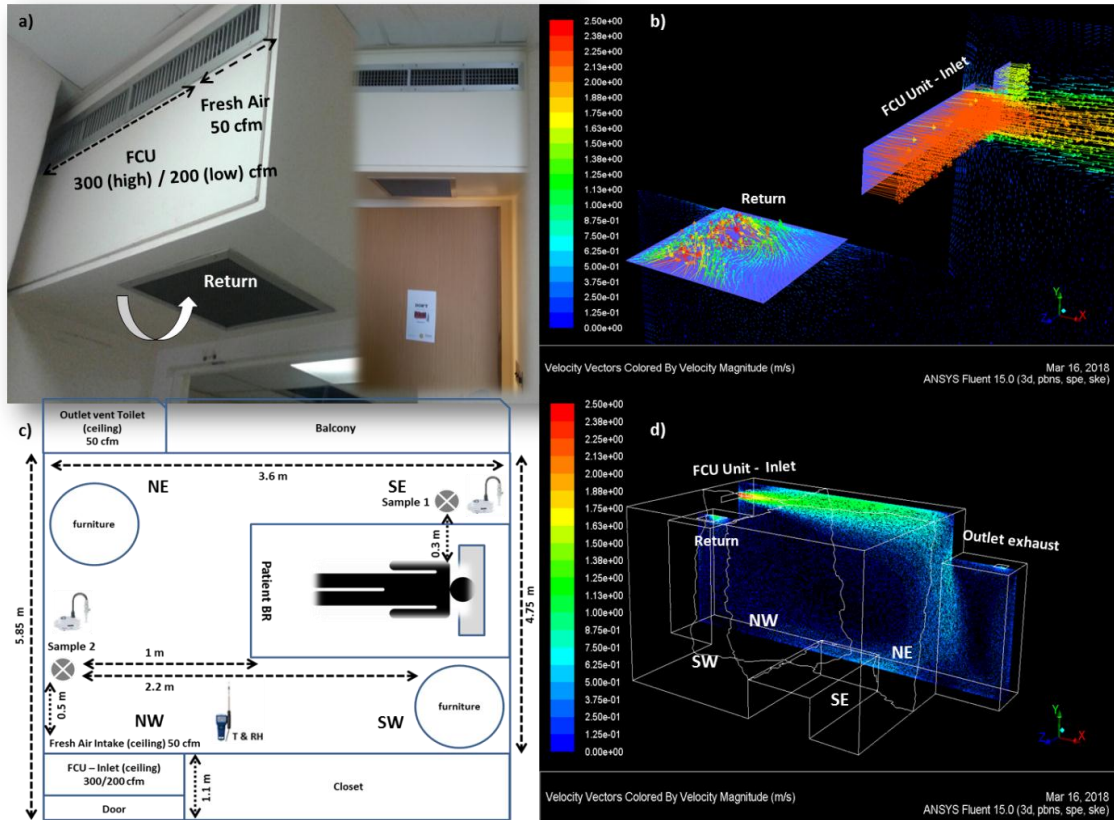 a)
Fresh Air
50 cfm
FCU
300 (high) / 200 (low) cfm
Return
b)
2.50e+00
2.38e+00
2.25e+00
2.13e+00
2.00e+00
1.88e+00
1.75e+00
1.63e+00
1.50e+00
1.38e+00
1.25e+00
1.13e+00
1.00e+00
8.75e-01
7.50e-01
6.25e-01
5.00e-01
3.75e-01
2.50e-01
1.25e-01
0.00e+00
FCU Unit - Inlet
Return
Y
Z
X
Velocity Vectors Colored By Velocity Magnitude (m/s)
Mar 16, 2018
ANSYS Fluent 15.0 (3d, pbns, spe, ske)
c)
Outlet vent Toilet
(ceiling)
50 cfm
Balcony
3.6 m
NE
SE
Sample 1
furniture
0.3 m
Patient BR
5.85 m
4.75 m
Sample 2
1 m
2.2 m
0.5 m
NW
SW
furniture
T & RH
Fresh Air Intake (ceiling) 50 cfm
FCU – Inlet (ceiling)
300/200 cfm
Door
1.1 m
Closet
d)
2.50e+00
2.38e+00
2.25e+00
2.13e+00
2.00e+00
1.88e+00
1.75e+00
1.63e+00
1.50e+00
1.38e+00
1.25e+00
1.13e+00
1.00e+00
8.75e-01
7.50e-01
6.25e-01
5.00e-01
3.75e-01
2.50e-01
1.25e-01
0.00e+00
FCU Unit - Inlet
Return
Outlet exhaust
NW
NE
SW
SE
Y
Z
X
Velocity Vectors Colored By Velocity Magnitude (m/s)
Mar 16, 2018
ANSYS Fluent 15.0 (3d, pbns, spe, ske)